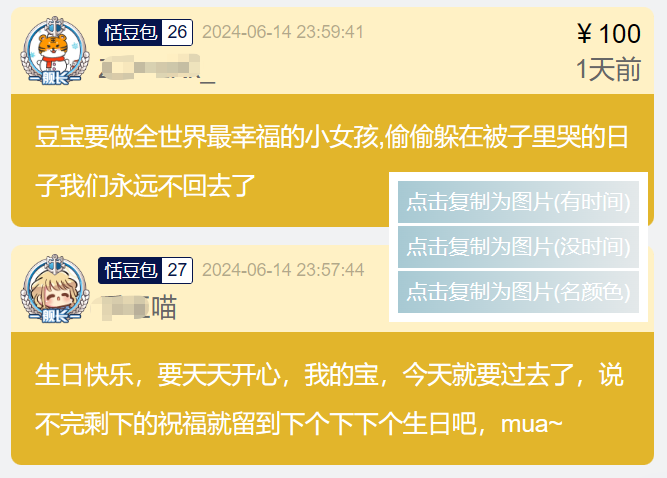 恬豆包 26 2024-06-14 23:59:41
¥ 100
舰长
1天前
豆宝要做全世界最幸福的小女孩,偷偷躲在被子里哭的日
子我们永远不回去了
点击复制为图片(有时间)
恬豆包 27 2024-06-14 23:57:44
点击复制为图片(没时间)
舰长
喵
点击复制为图片(名颜色)
生日快乐，要天天开心，我的宝，今天就要过去了，说
不完剩下的祝福就留到下个下下个生日吧，mua~